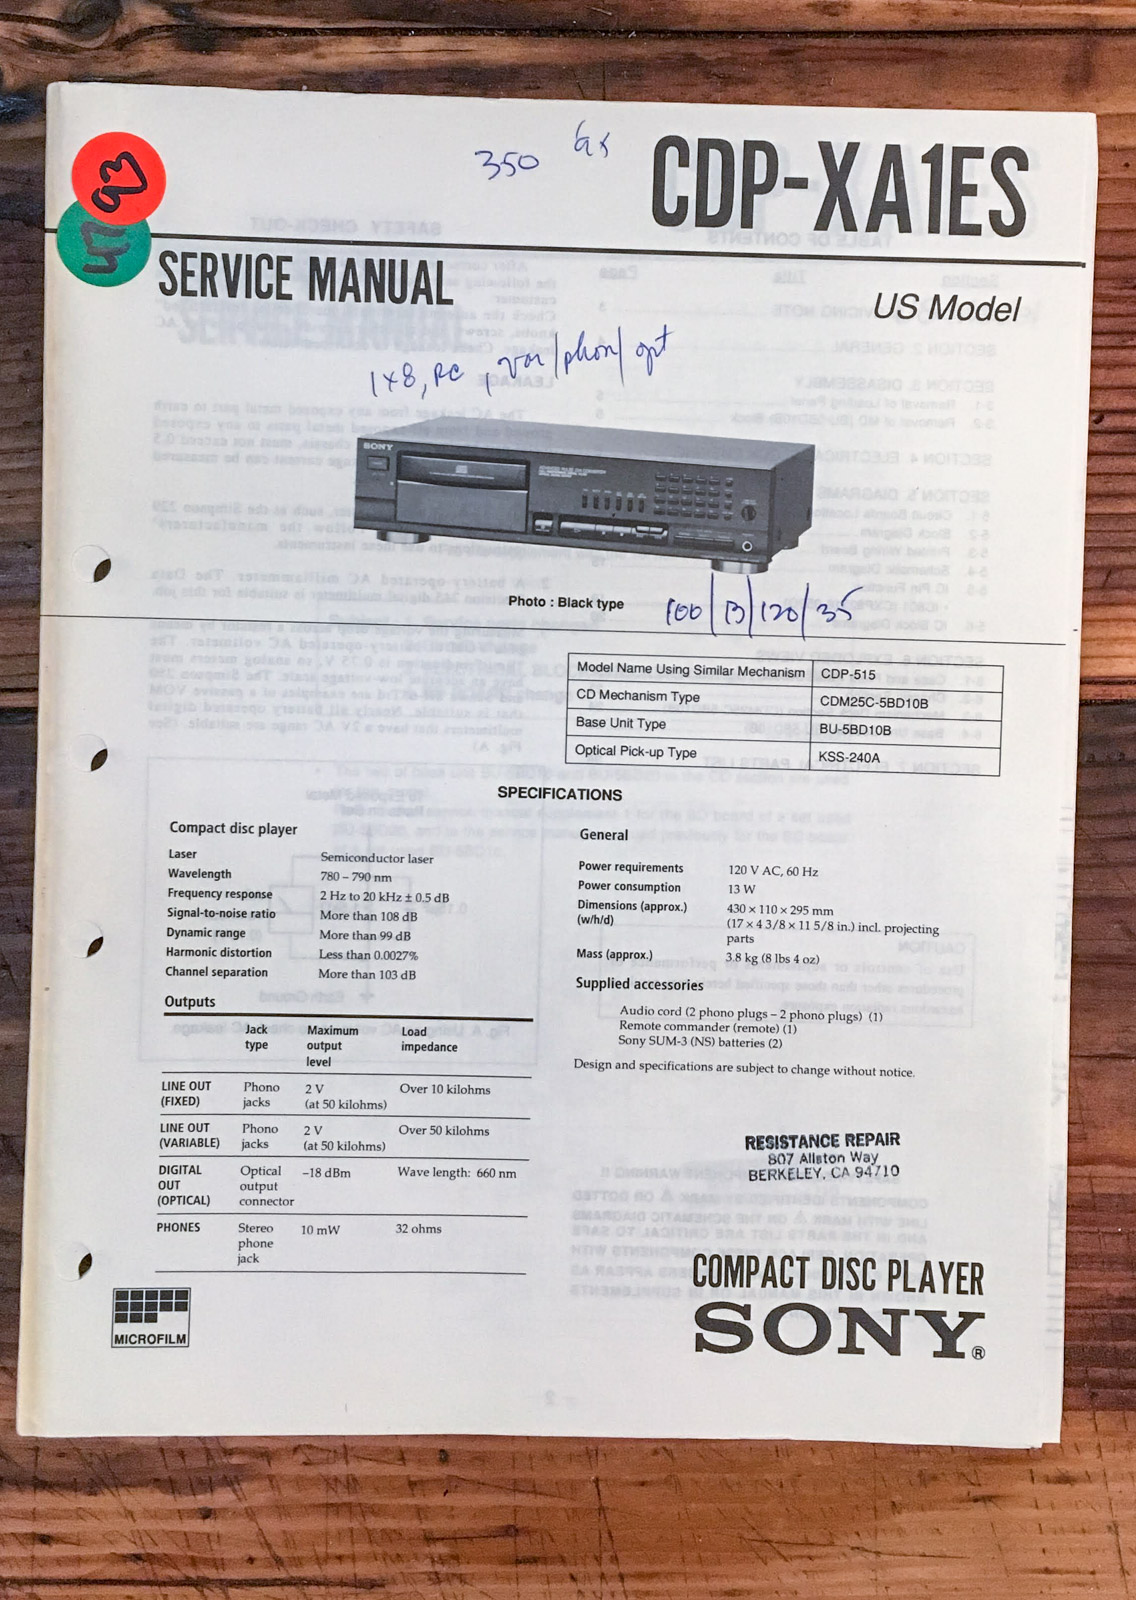 350
CDP-XA1ES
SERVICE MANUAL
US Model
1x8, RC, var/phon/opt
SONY
Photo : Black type
100/13/120/35
Model Name Using Similar Mechanism CDP-515
CD Mechanism Type CDM25C-5BD10B
Base Unit Type BU-5BD10B
Optical Pick-up Type KSS-240A
SPECIFICATIONS
Compact disc player
Laser Semiconductor laser
Wavelength 780 – 790 nm
Frequency response 2 Hz to 20 kHz ± 0.5 dB
Signal-to-noise ratio More than 108 dB
Dynamic range More than 99 dB
Harmonic distortion Less than 0.0027%
Channel separation More than 103 dB
Outputs
Jack type Maximum output level Load impedance
LINE OUT (FIXED) Phono jacks 2 V (at 50 kilohms) Over 10 kilohms
LINE OUT (VARIABLE) Phono jacks 2 V (at 50 kilohms) Over 50 kilohms
DIGITAL OUT (OPTICAL) Optical output connector –18 dBm Wave length: 660 nm
PHONES Stereo phone jack 10 mW 32 ohms
General
Power requirements 120 V AC, 60 Hz
Power consumption 13 W
Dimensions (approx.) (w/h/d) 430 × 110 × 295 mm
(17 × 4 3/8 × 11 5/8 in.) incl. projecting
parts
Mass (approx.) 3.8 kg (8 lbs 4 oz)
Supplied accessories
Audio cord (2 phono plugs – 2 phono plugs) (1)
Remote commander (remote) (1)
Sony SUM-3 (NS) batteries (2)
Design and specifications are subject to change without notice.
RESISTANCE REPAIR
807 Allston Way
BERKELEY, CA 94710
MICROFILM
COMPACT DISC PLAYER
SONY®